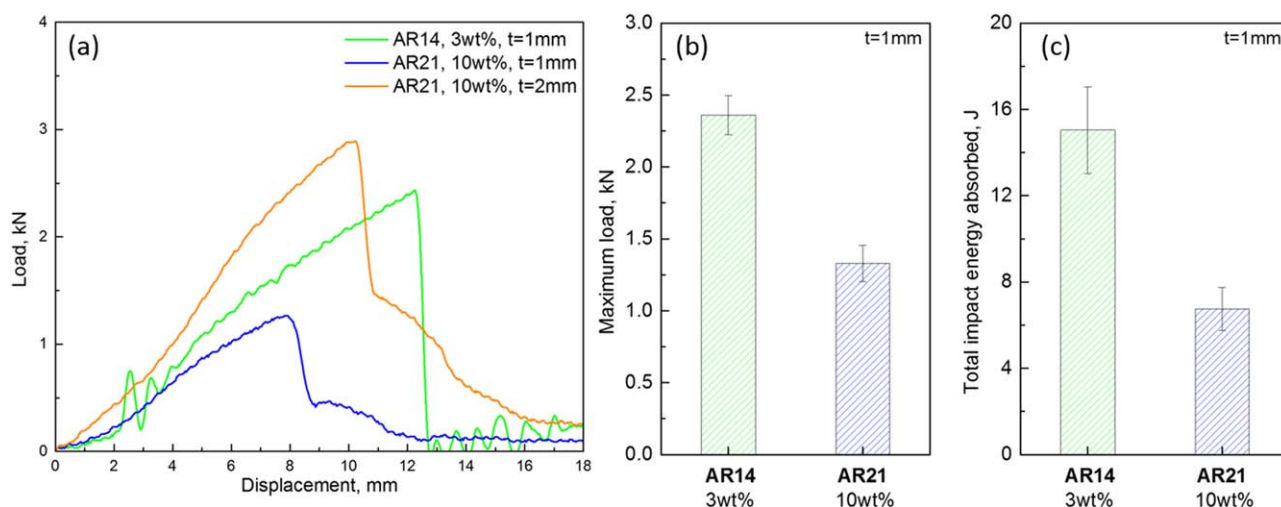 (a)
AR14, 3wt%, t=1mm
AR21, 10wt%, t=1mm
AR21, 10wt%, t=2mm
Load, kN
4
3
2
1
0
0 2 4 6 8 10 12 14 16 18
Displacement, mm
(b)
t=1mm
Maximum load, kN
3.0
2.5
2.0
1.5
1.0
0.5
0.0
AR14 AR21
3wt% 10wt%
(c)
t=1mm
Total impact energy absorbed, J
20
16
12
8
4
0
AR14 AR21
3wt% 10wt%